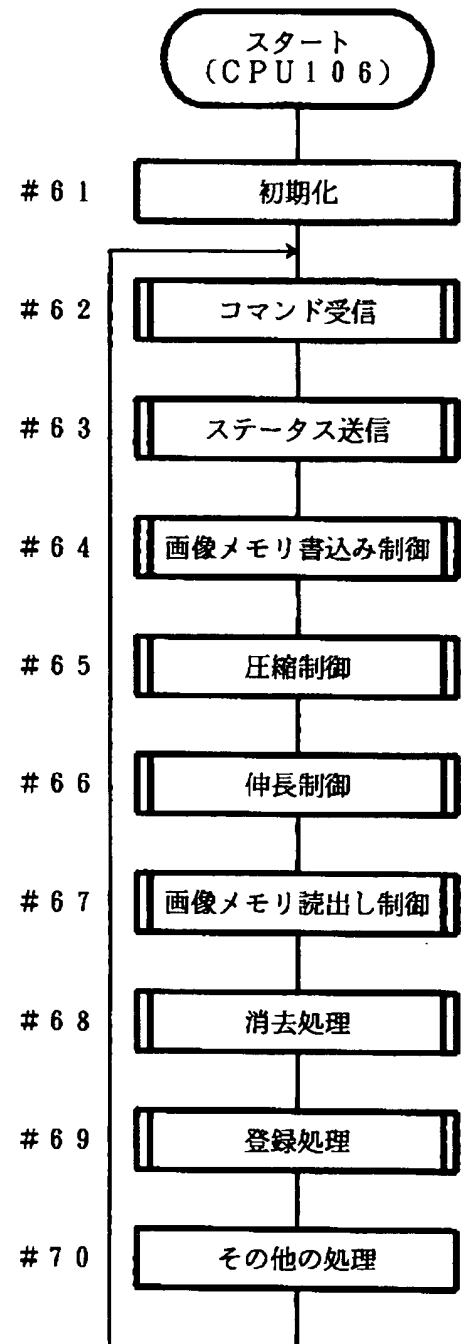 スタート
(CPU106)
#61 初期化
#62 コマンド受信
#63 ステータス送信
#64 画像メモリ書込み制御
#65 圧縮制御
#66 伸長制御
#67 画像メモリ読出し制御
#68 消去処理
#69 登録処理
#70 その他の処理